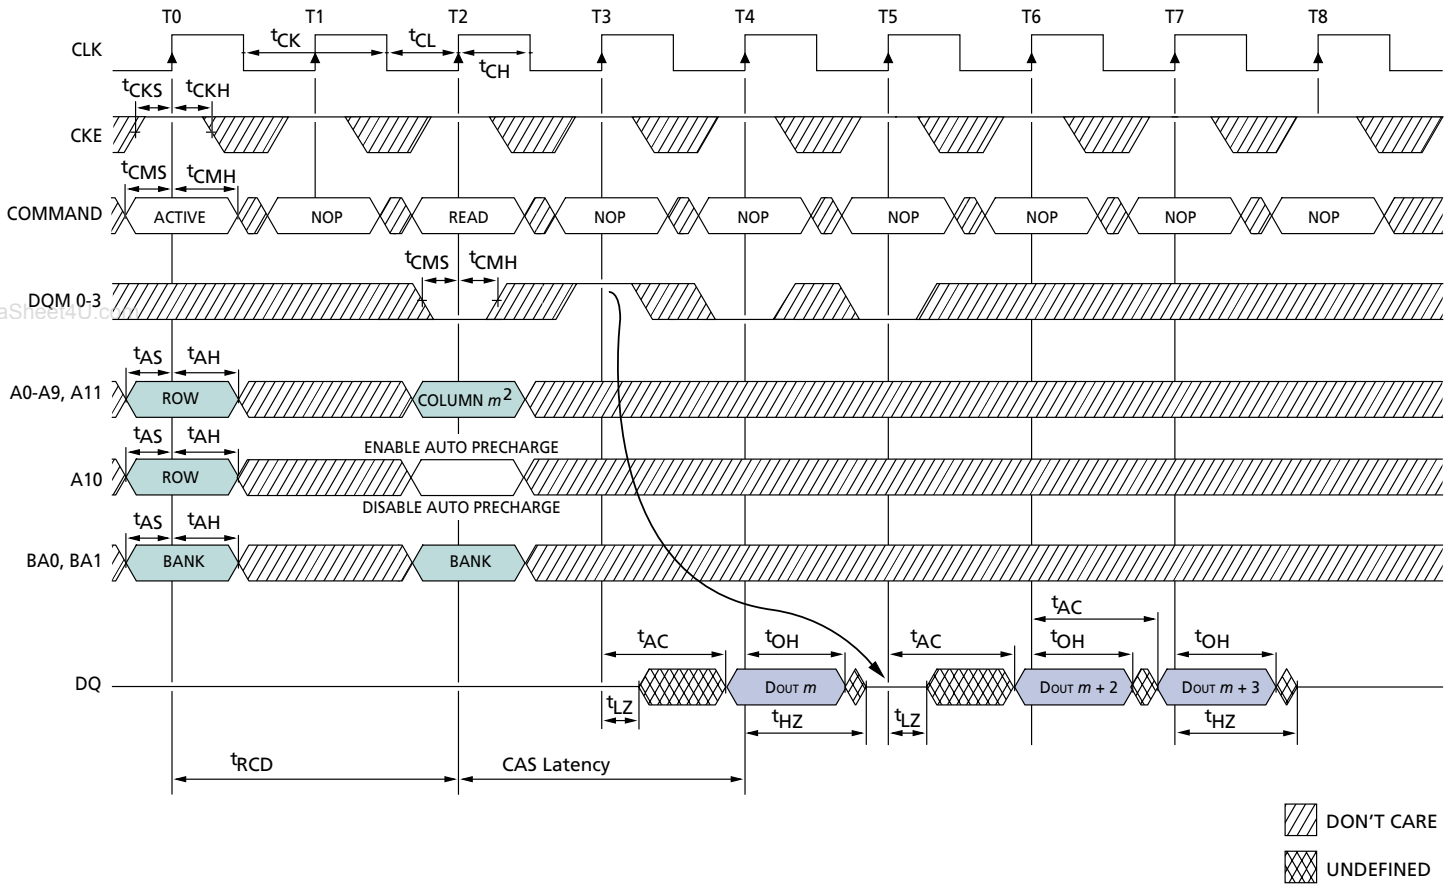 T0 T1 T2 T3 T4 T5 T6 T7 T8
CLK
tCK tCL
tCH
tCKS tCKH
CKE
tCMS tCMH
COMMAND ACTIVE NOP READ NOP NOP NOP NOP NOP NOP
tCMS tCMH
DQM 0-3
aSheet4U.com
tAS tAH
A0-A9, A11 ROW COLUMN m2
tAS tAH
ENABLE AUTO PRECHARGE
A10 ROW
DISABLE AUTO PRECHARGE
tAS tAH
BA0, BA1 BANK BANK
tAC
tAC tOH tAC tOH tOH
DQ DOUT m DOUT m + 2 DOUT m + 3
tLZ tHZ tLZ tHZ
tRCD CAS Latency
DON'T CARE
UNDEFINED